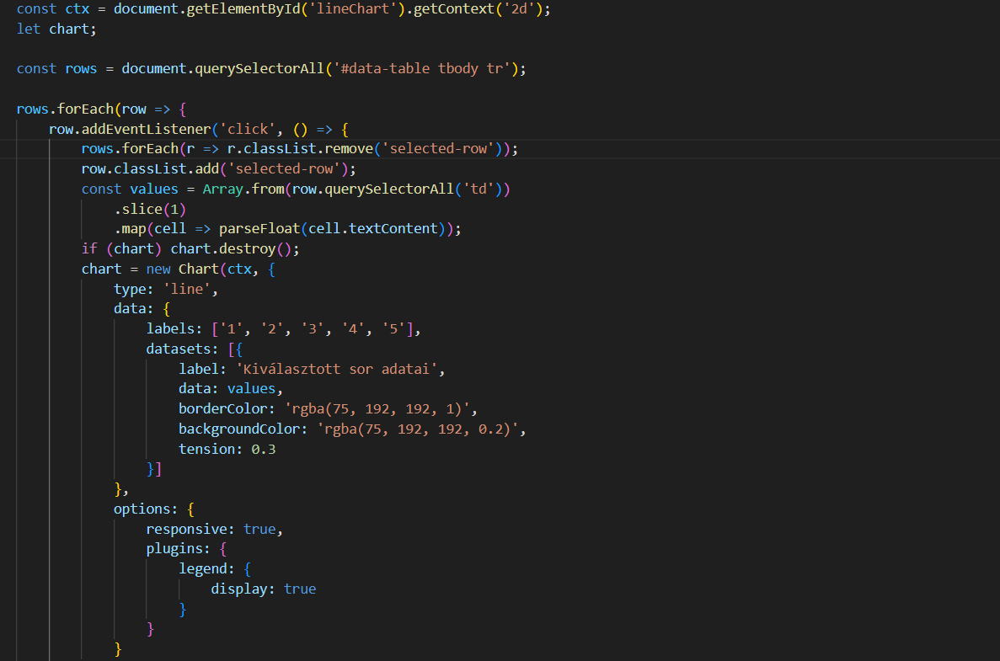 const ctx = document.getElementById('lineChart').getContext('2d');
let chart;
const rows = document.querySelectorAll('#data-table tbody tr');
rows.forEach(row => {
row.addEventListener('click', () => {
rows.forEach(r => r.classList.remove('selected-row'));
row.classList.add('selected-row');
const values = Array.from(row.querySelectorAll('td'))
.slice(1)
.map(cell => parseFloat(cell.textContent));
if (chart) chart.destroy();
chart = new Chart(ctx, {
type: 'line',
data: {
labels: ['1', '2', '3', '4', '5'],
datasets: [{
label: 'Kiválasztott sor adatai',
data: values,
borderColor: 'rgba(75, 192, 192, 1)',
backgroundColor: 'rgba(75, 192, 192, 0.2)',
tension: 0.3
}]
},
options: {
responsive: true,
plugins: {
legend: {
display: true
}
}
}